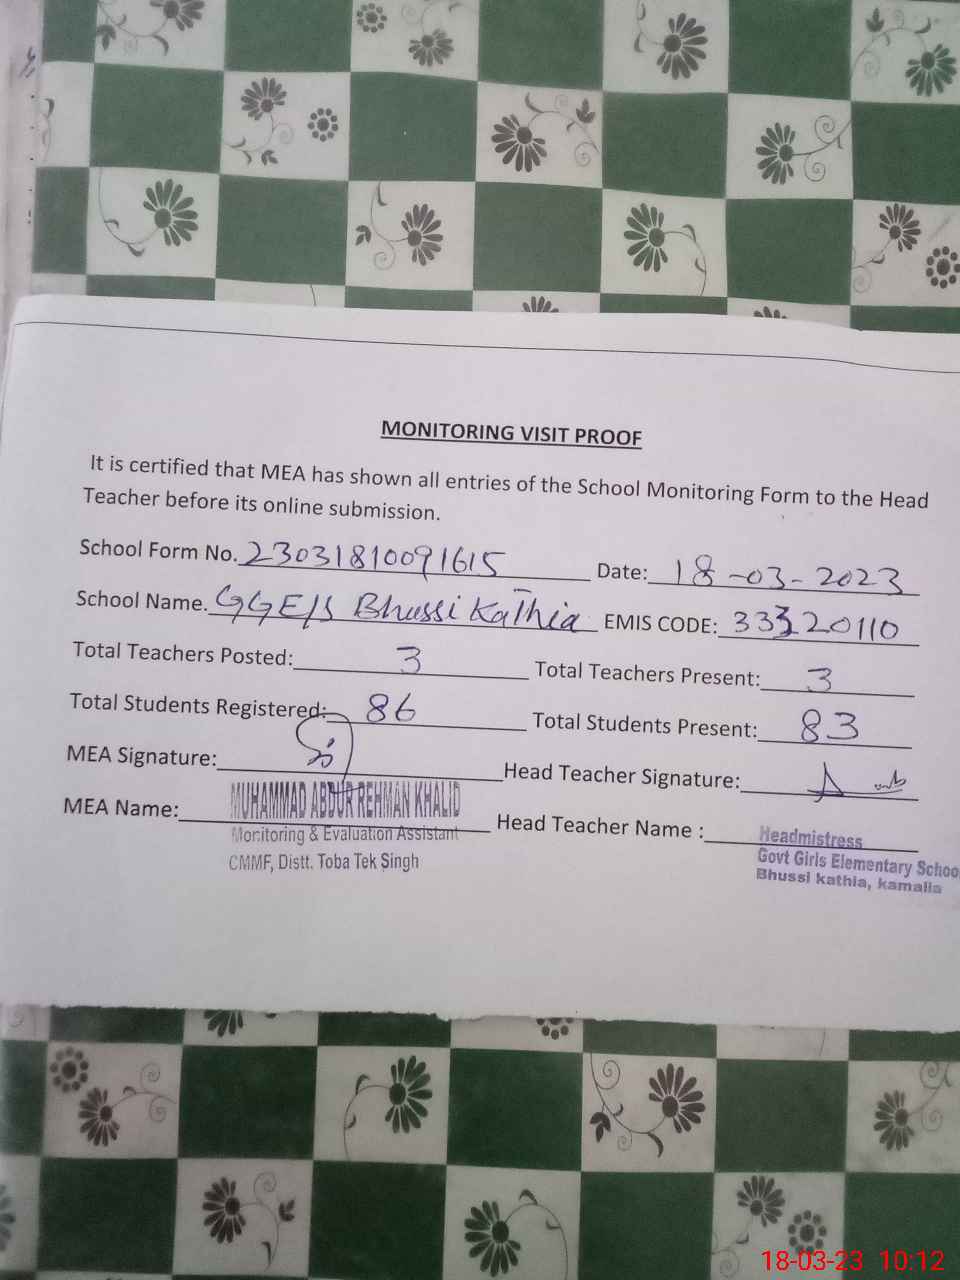 MONITORING VISIT PROOF
It is certified that MEA has shown all entries of the School Monitoring Form to the Head
Teacher before its online submission.
School Form No. 23031810091615 Date: 18-03-2023
School Name. GGE/S Bhussi Kathia EMIS CODE: 33320110
Total Teachers Posted: 3 Total Teachers Present: 3
Total Students Registered: 86 Total Students Present: 83
MEA Signature: Head Teacher Signature:
MEA Name: MUHAMMAD ABDUR REHMAN KHALID Head Teacher Name : Headmistress
Monitoring & Evaluation Assistant Govt Girls Elementary Schoo
CMMF, Distt. Toba Tek Singh Bhussi kathia, kamalia
18-03-23 10:12